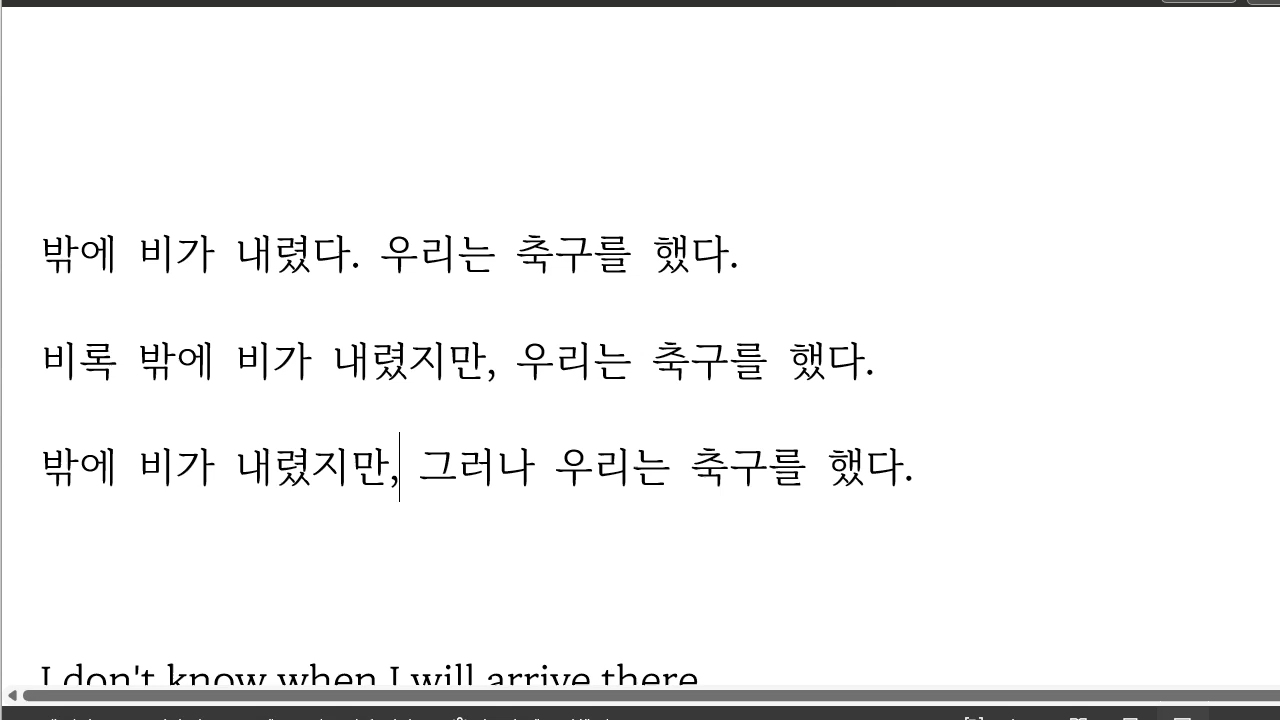 밖에 비가 내렸다. 우리는 축구를 했다.
비록 밖에 비가 내렸지만, 우리는 축구를 했다.
밖에 비가 내렸지만, 그러나 우리는 축구를 했다.
I don't know when I will arrive there